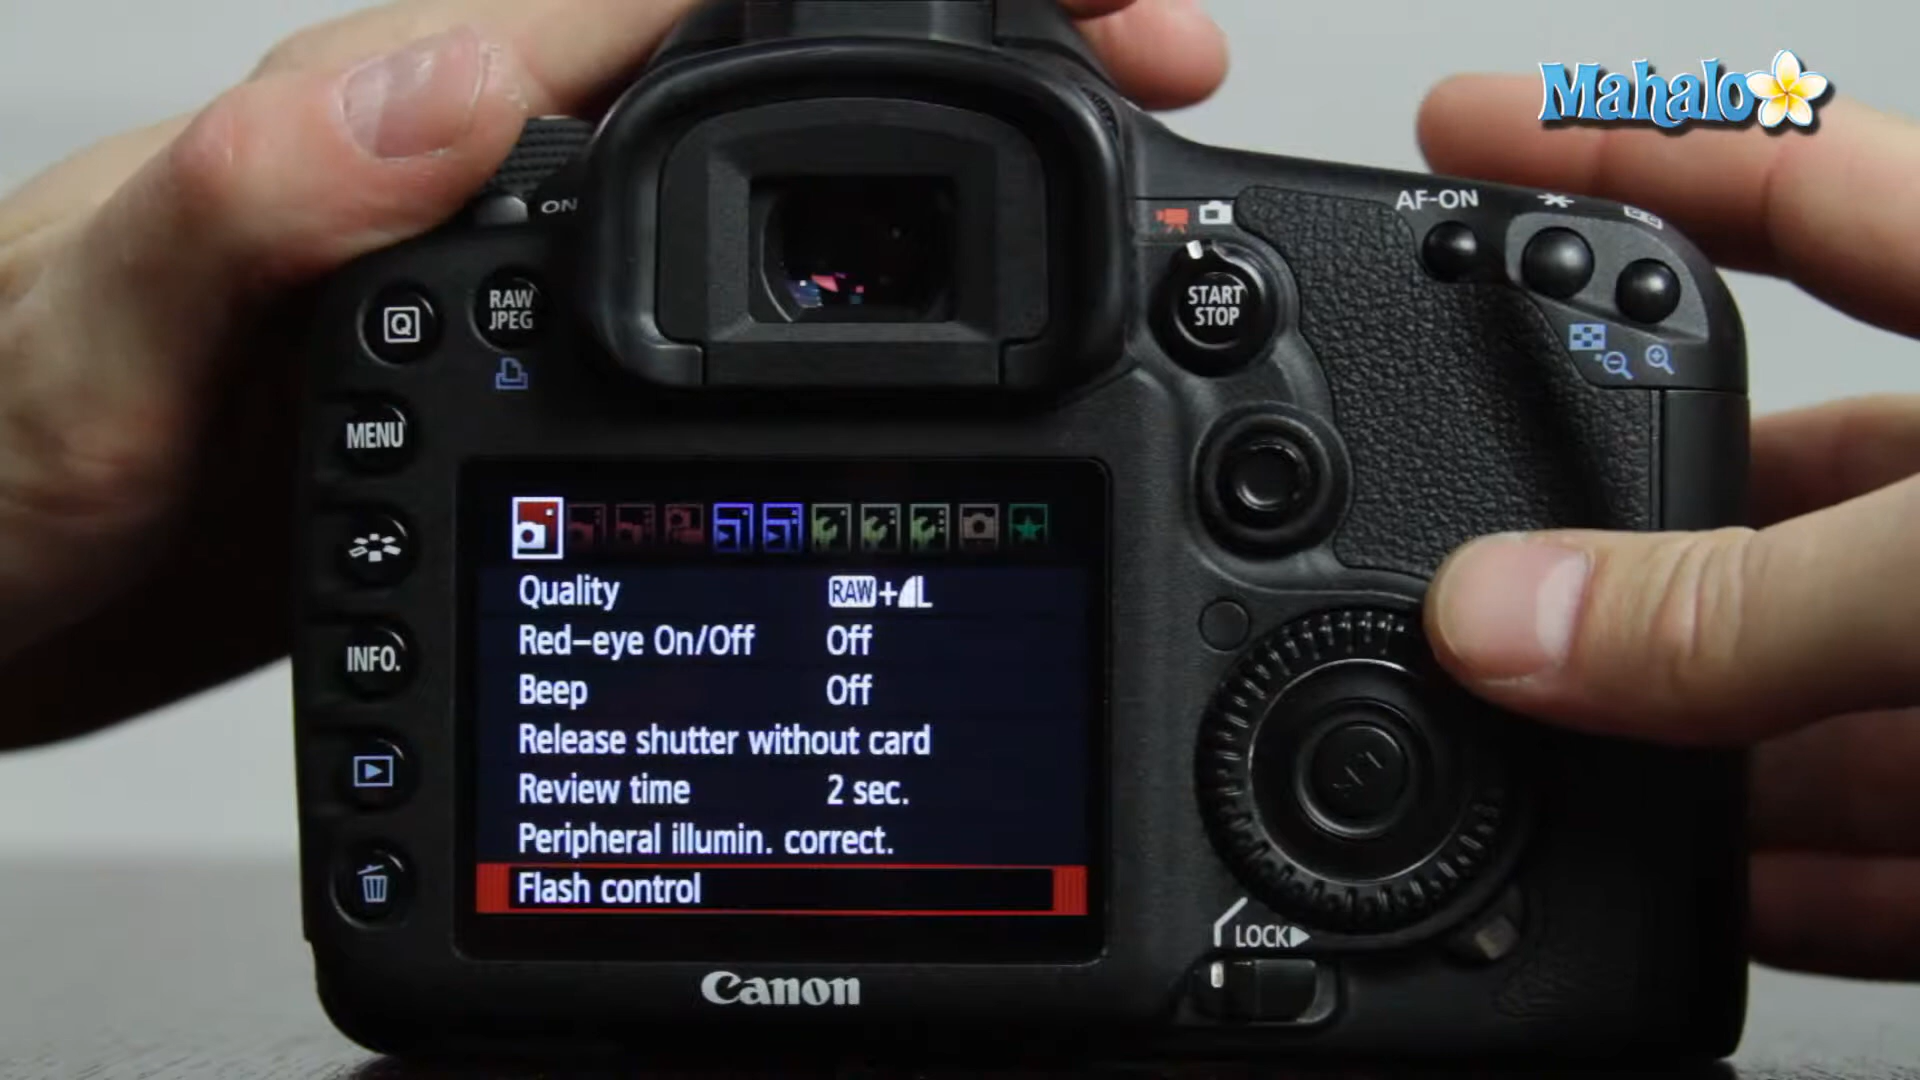 Mahalo
ON
AF-ON
Q
RAW
JPEG
START
STOP
MENU
INFO.
Quality RAW+L
Red-eye On/Off Off
Beep Off
Release shutter without card
Review time 2 sec.
Peripheral illumin. correct.
Flash control
SET
LOCK
Canon